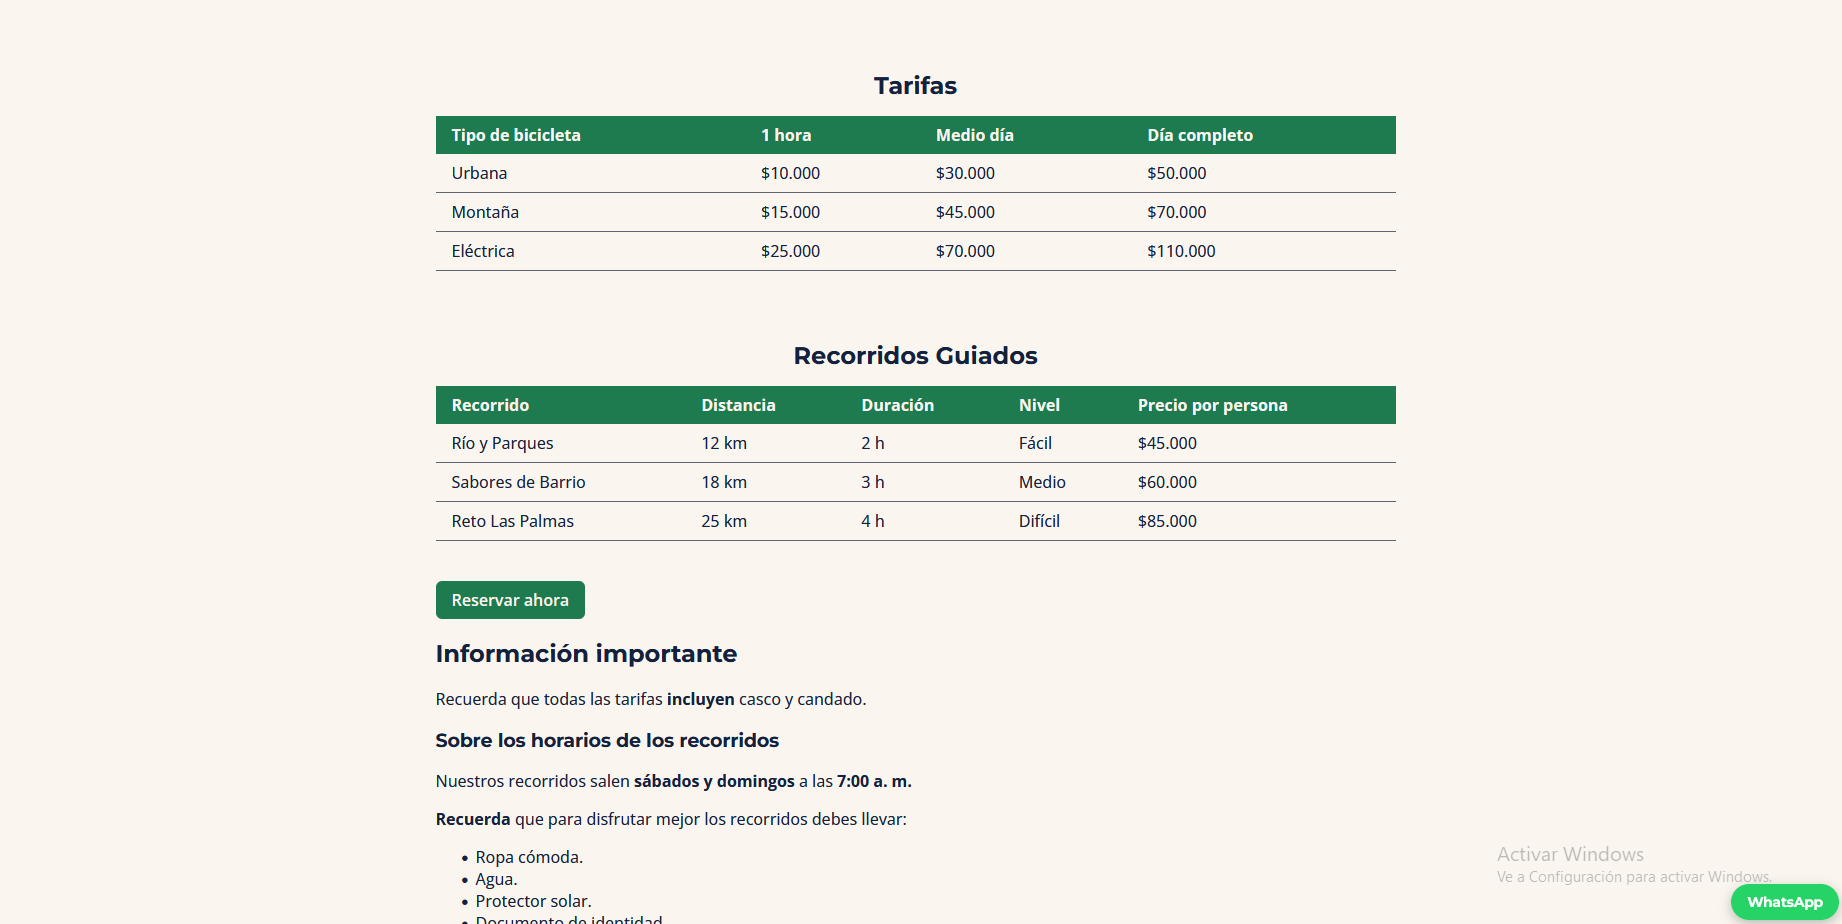 Tarifas
Tipo de bicicleta 1 hora Medio día Día completo
Urbana $10.000 $30.000 $50.000
Montaña $15.000 $45.000 $70.000
Eléctrica $25.000 $70.000 $110.000
Recorridos Guiados
Recorrido Distancia Duración Nivel Precio por persona
Río y Parques 12 km 2 h Fácil $45.000
Sabores de Barrio 18 km 3 h Medio $60.000
Reto Las Palmas 25 km 4 h Difícil $85.000
Reservar ahora
Información importante
Recuerda que todas las tarifas incluyen casco y candado.
Sobre los horarios de los recorridos
Nuestros recorridos salen sábados y domingos a las 7:00 a. m.
Recuerda que para disfrutar mejor los recorridos debes llevar:
• Ropa cómoda.
• Agua.
• Protector solar.
• Documento de identidad.
Activar Windows
Ve a Configuración para activar Windows.
WhatsApp